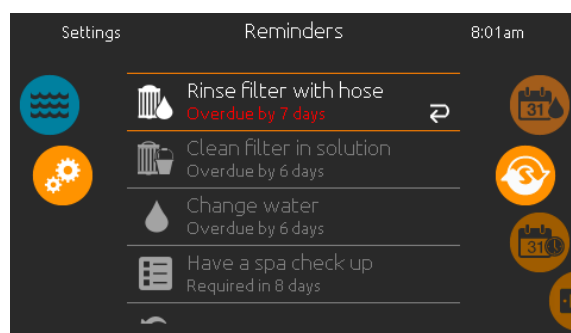 Settings
Reminders
8:01am
Rinse filter with hose
Overdue by 7 days
31
Clean filter in solution
Overdue by 6 days
Change water
Overdue by 6 days
31
Have a spa check up
Required in 8 days